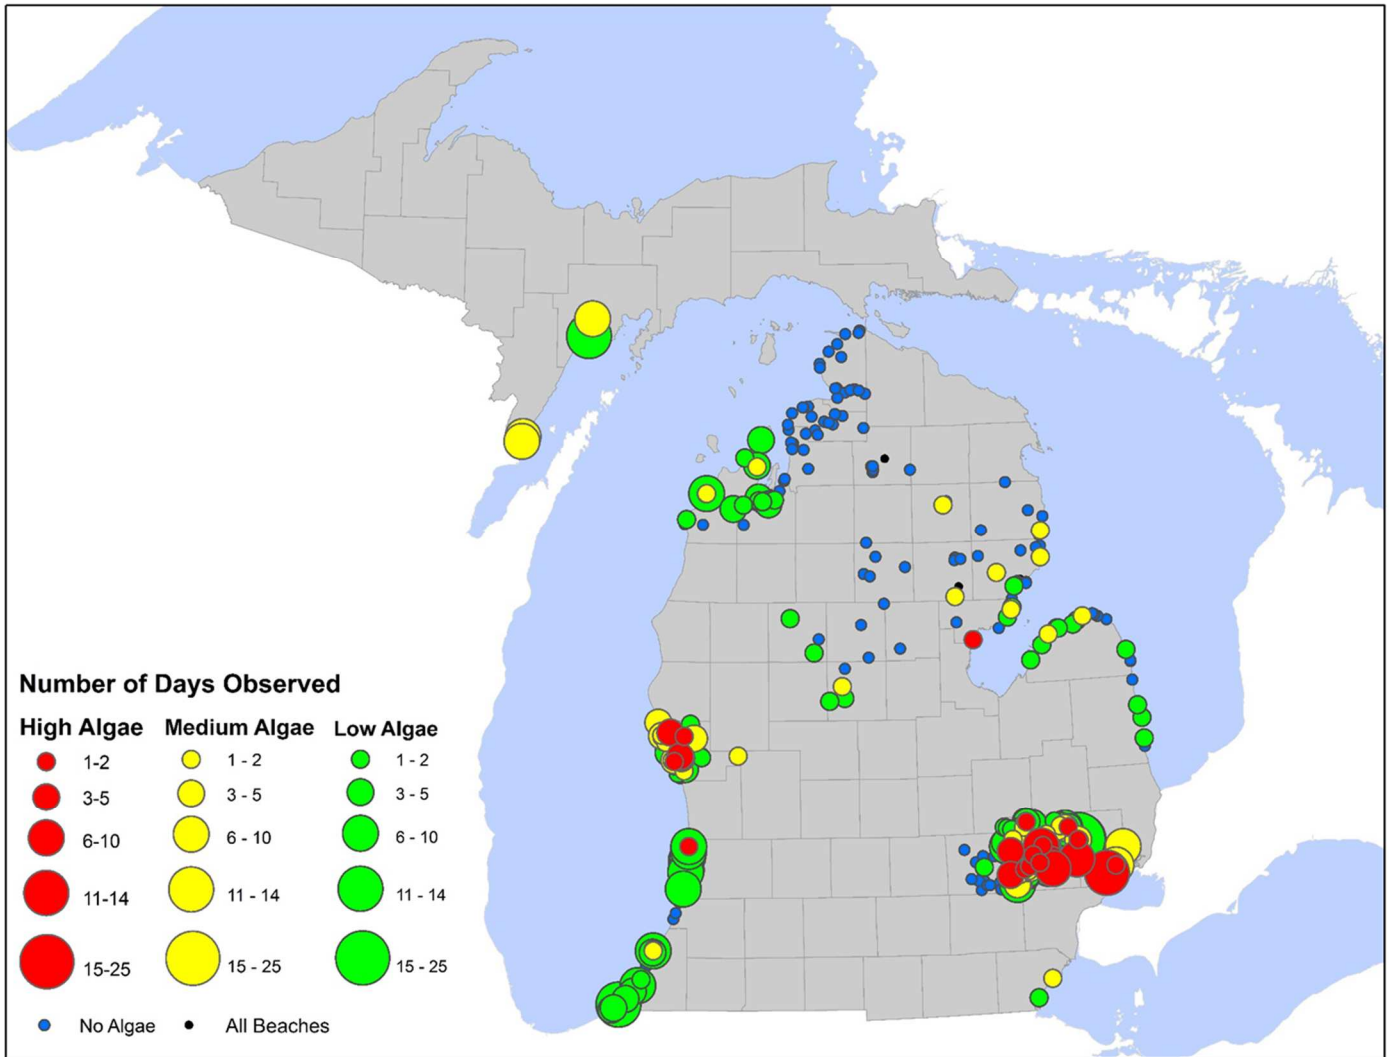 Number of Days Observed
High Algae Medium Algae Low Algae
1-2 1 - 2 1 - 2
3-5 3 - 5 3 - 5
6-10 6 - 10 6 - 10
11-14 11 - 14 11 - 14
15-25 15 - 25 15 - 25
No Algae All Beaches